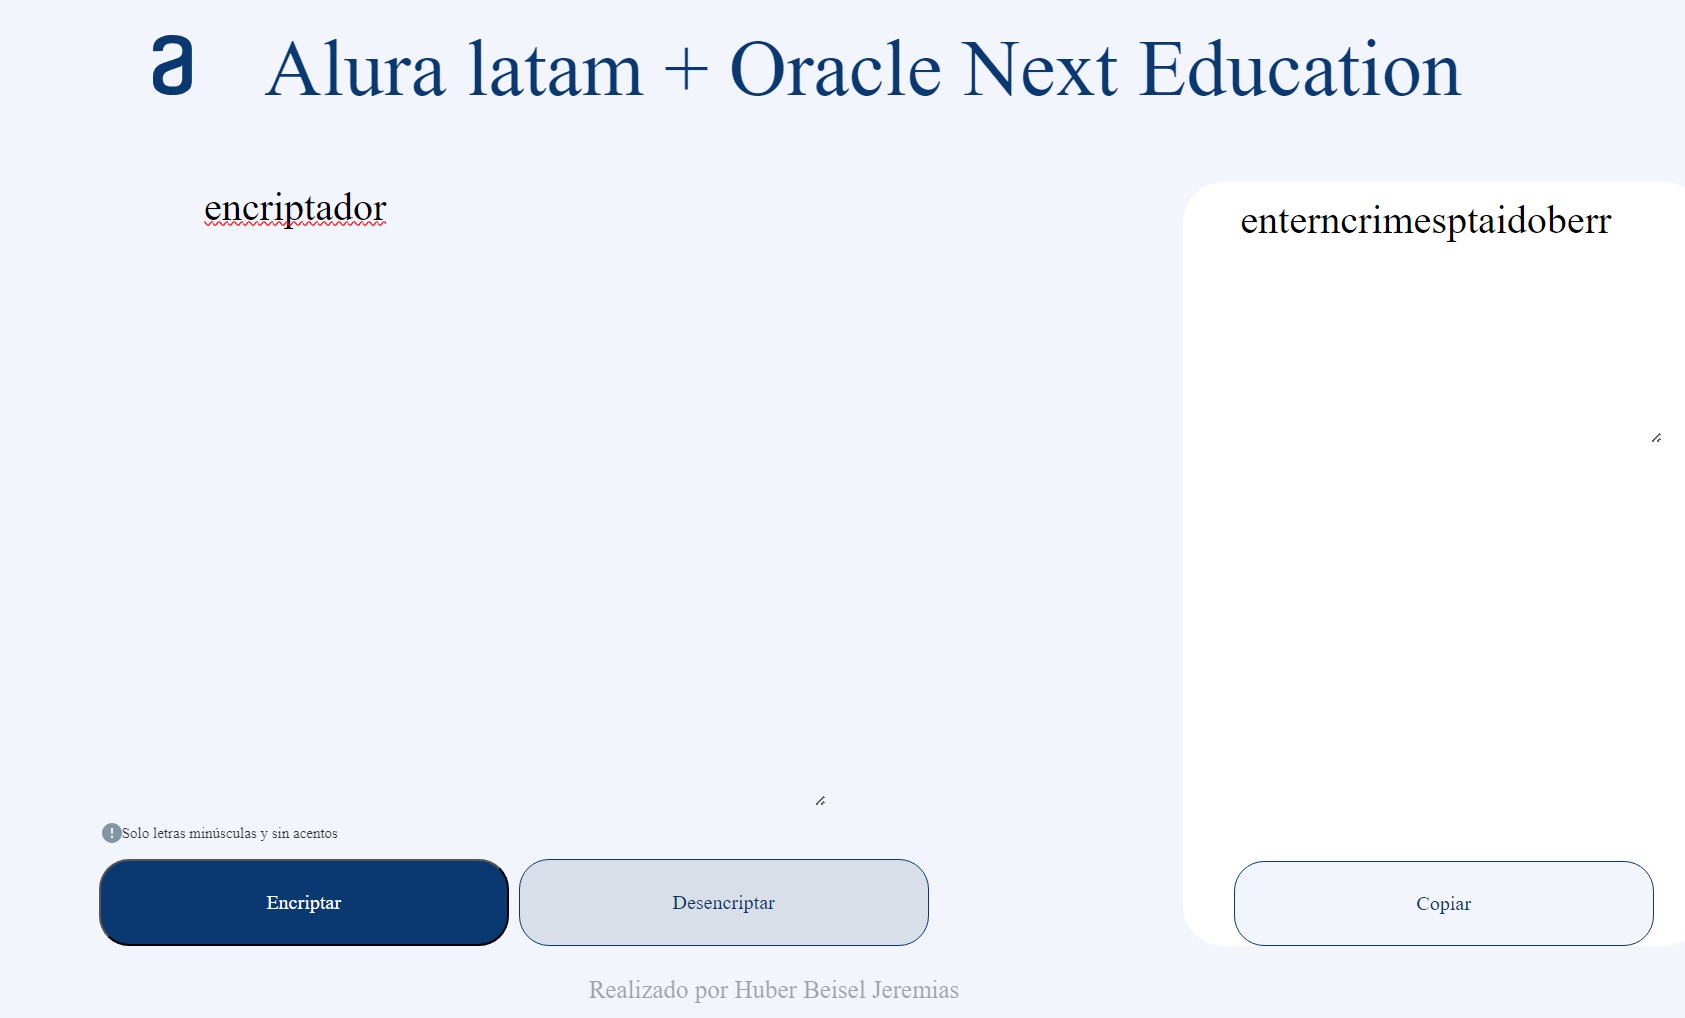 a Alura latam + Oracle Next Education
encriptador
enterncrimesptaidoberr
! Solo letras minúsculas y sin acentos
Encriptar
Desencriptar
Copiar
Realizado por Huber Beisel Jeremias